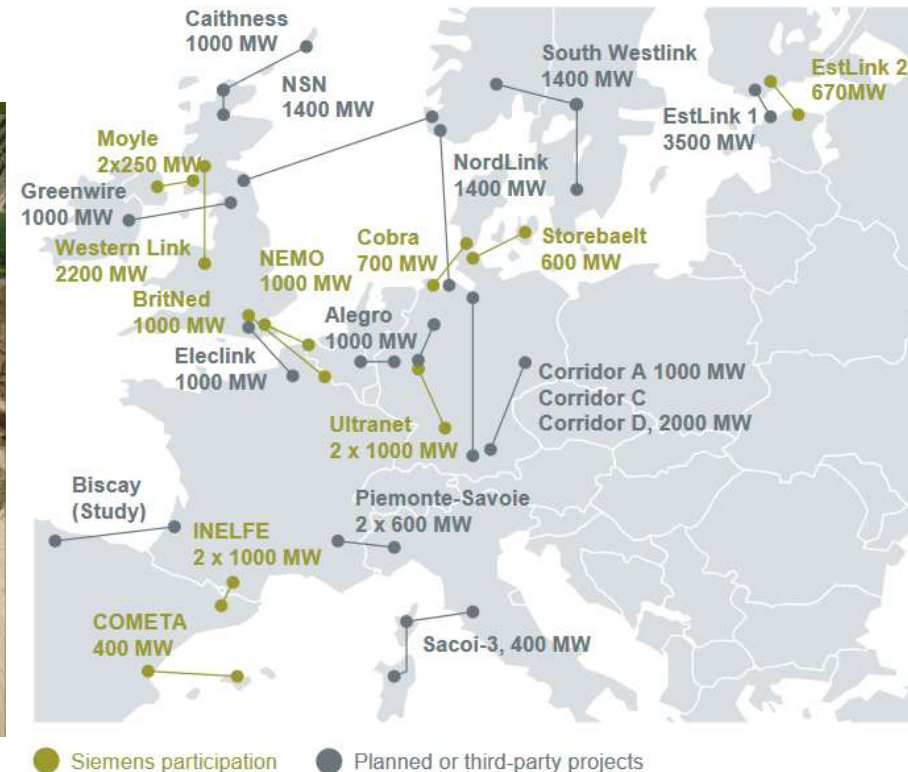 Caithness
1000 MW
NSN
1400 MW
South Westlink
1400 MW
EstLink 2
670MW
EstLink 1
3500 MW
Moyle
2x250 MW
NordLink
1400 MW
Greenwire
1000 MW
Western Link
2200 MW
NEMO
1000 MW
Cobra
700 MW
Storebaelt
600 MW
BritNed
1000 MW
Alegro
1000 MW
Eleclink
1000 MW
Corridor A 1000 MW
Corridor C
Corridor D, 2000 MW
Ultranet
2 x 1000 MW
Biscay
(Study)
Piemonte-Savoie
2 x 600 MW
INELFE
2 x 1000 MW
COMETA
400 MW
Sacoi-3, 400 MW
Siemens participation
Planned or third-party projects